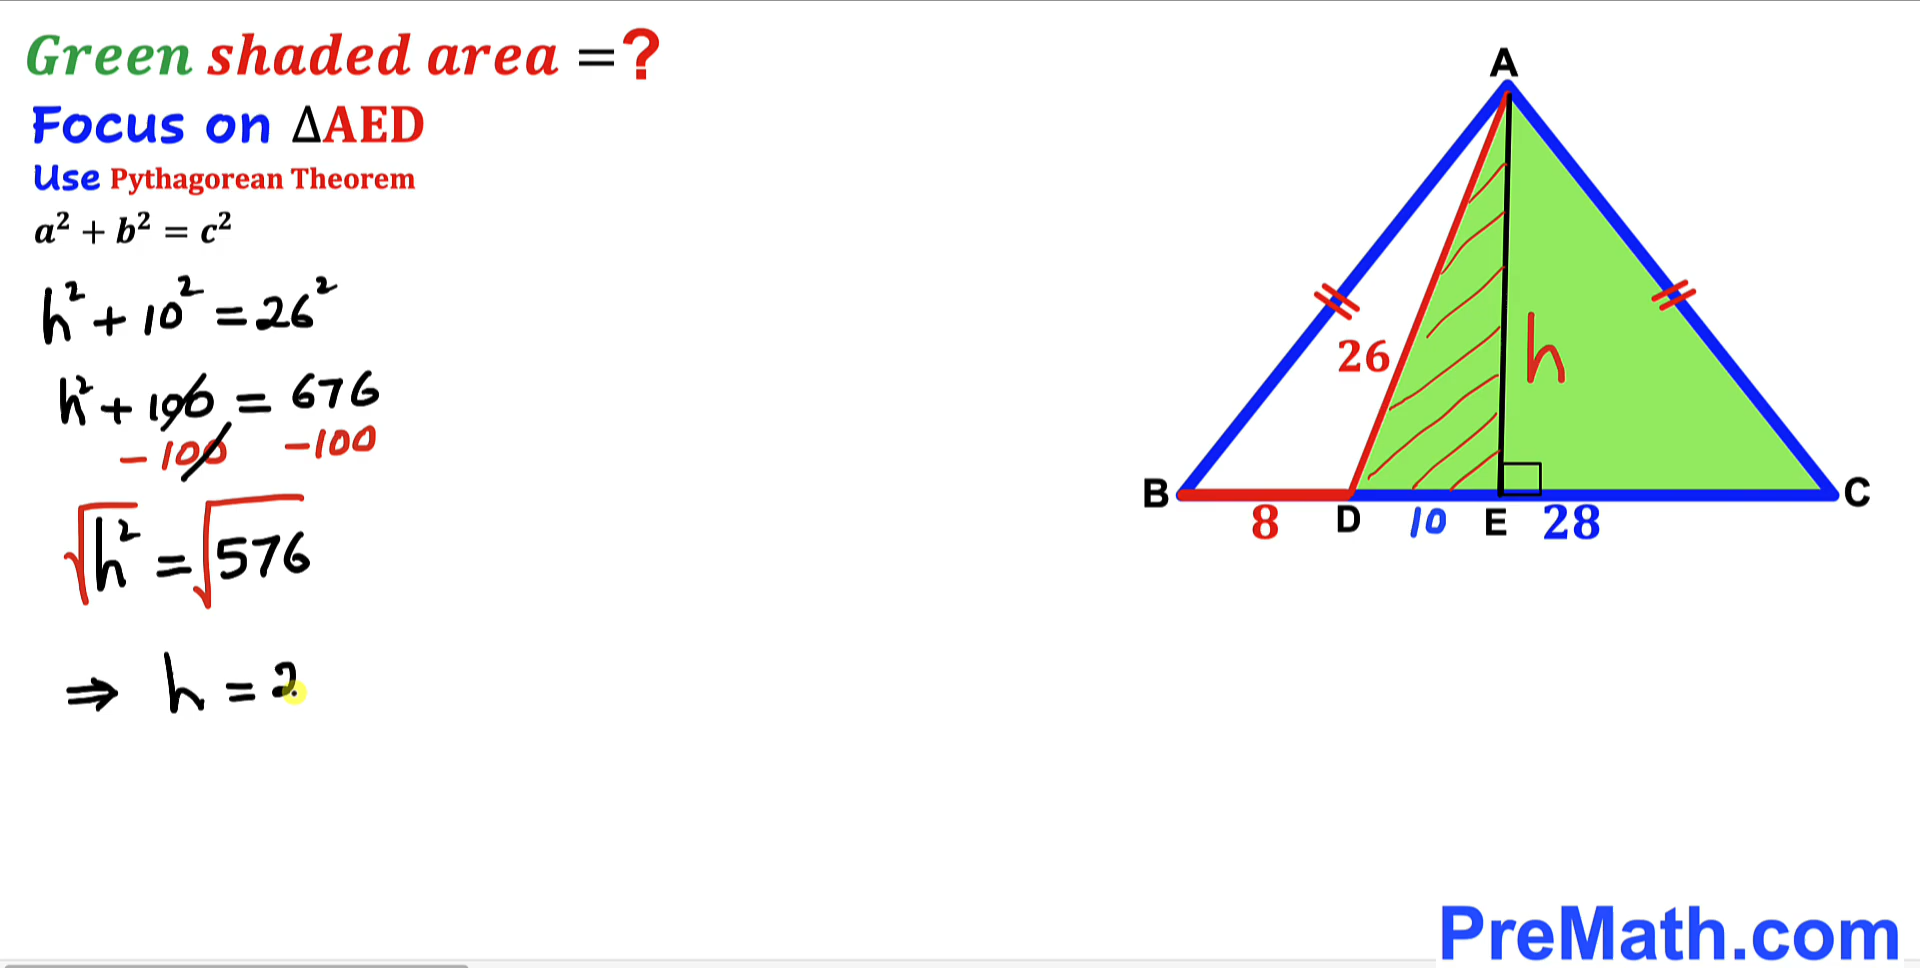 Green shaded area =?
Focus on ΔAED
Use Pythagorean Theorem
a² + b² = c²
h² + 10² = 26²
h² + 100 = 676
- 100 -100
√h² = √576
⇒ h = 2
A
26
h
B
C
8
D
10
E
28
PreMath.com